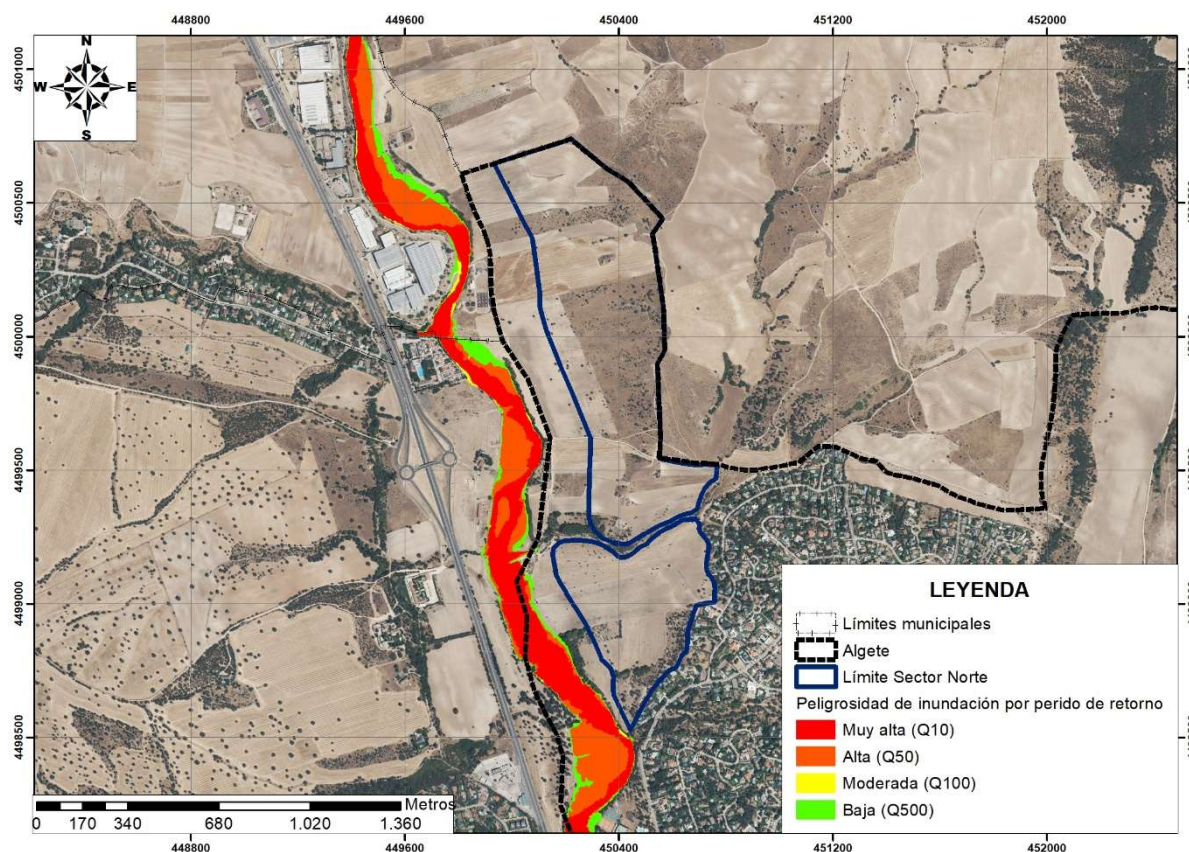 448800 449600 450400 451200 452000
N
W E
S
4501000
4500500
4500000
4499500
4499000
4498500
LEYENDA
Límites municipales
Algete
Límite Sector Norte
Peligrosidad de inundación por perido de retorno
Muy alta (Q10)
Alta (Q50)
Moderada (Q100)
Baja (Q500)
Metros
0 170 340 680 1.020 1.360
448800 449600 450400 451200 452000